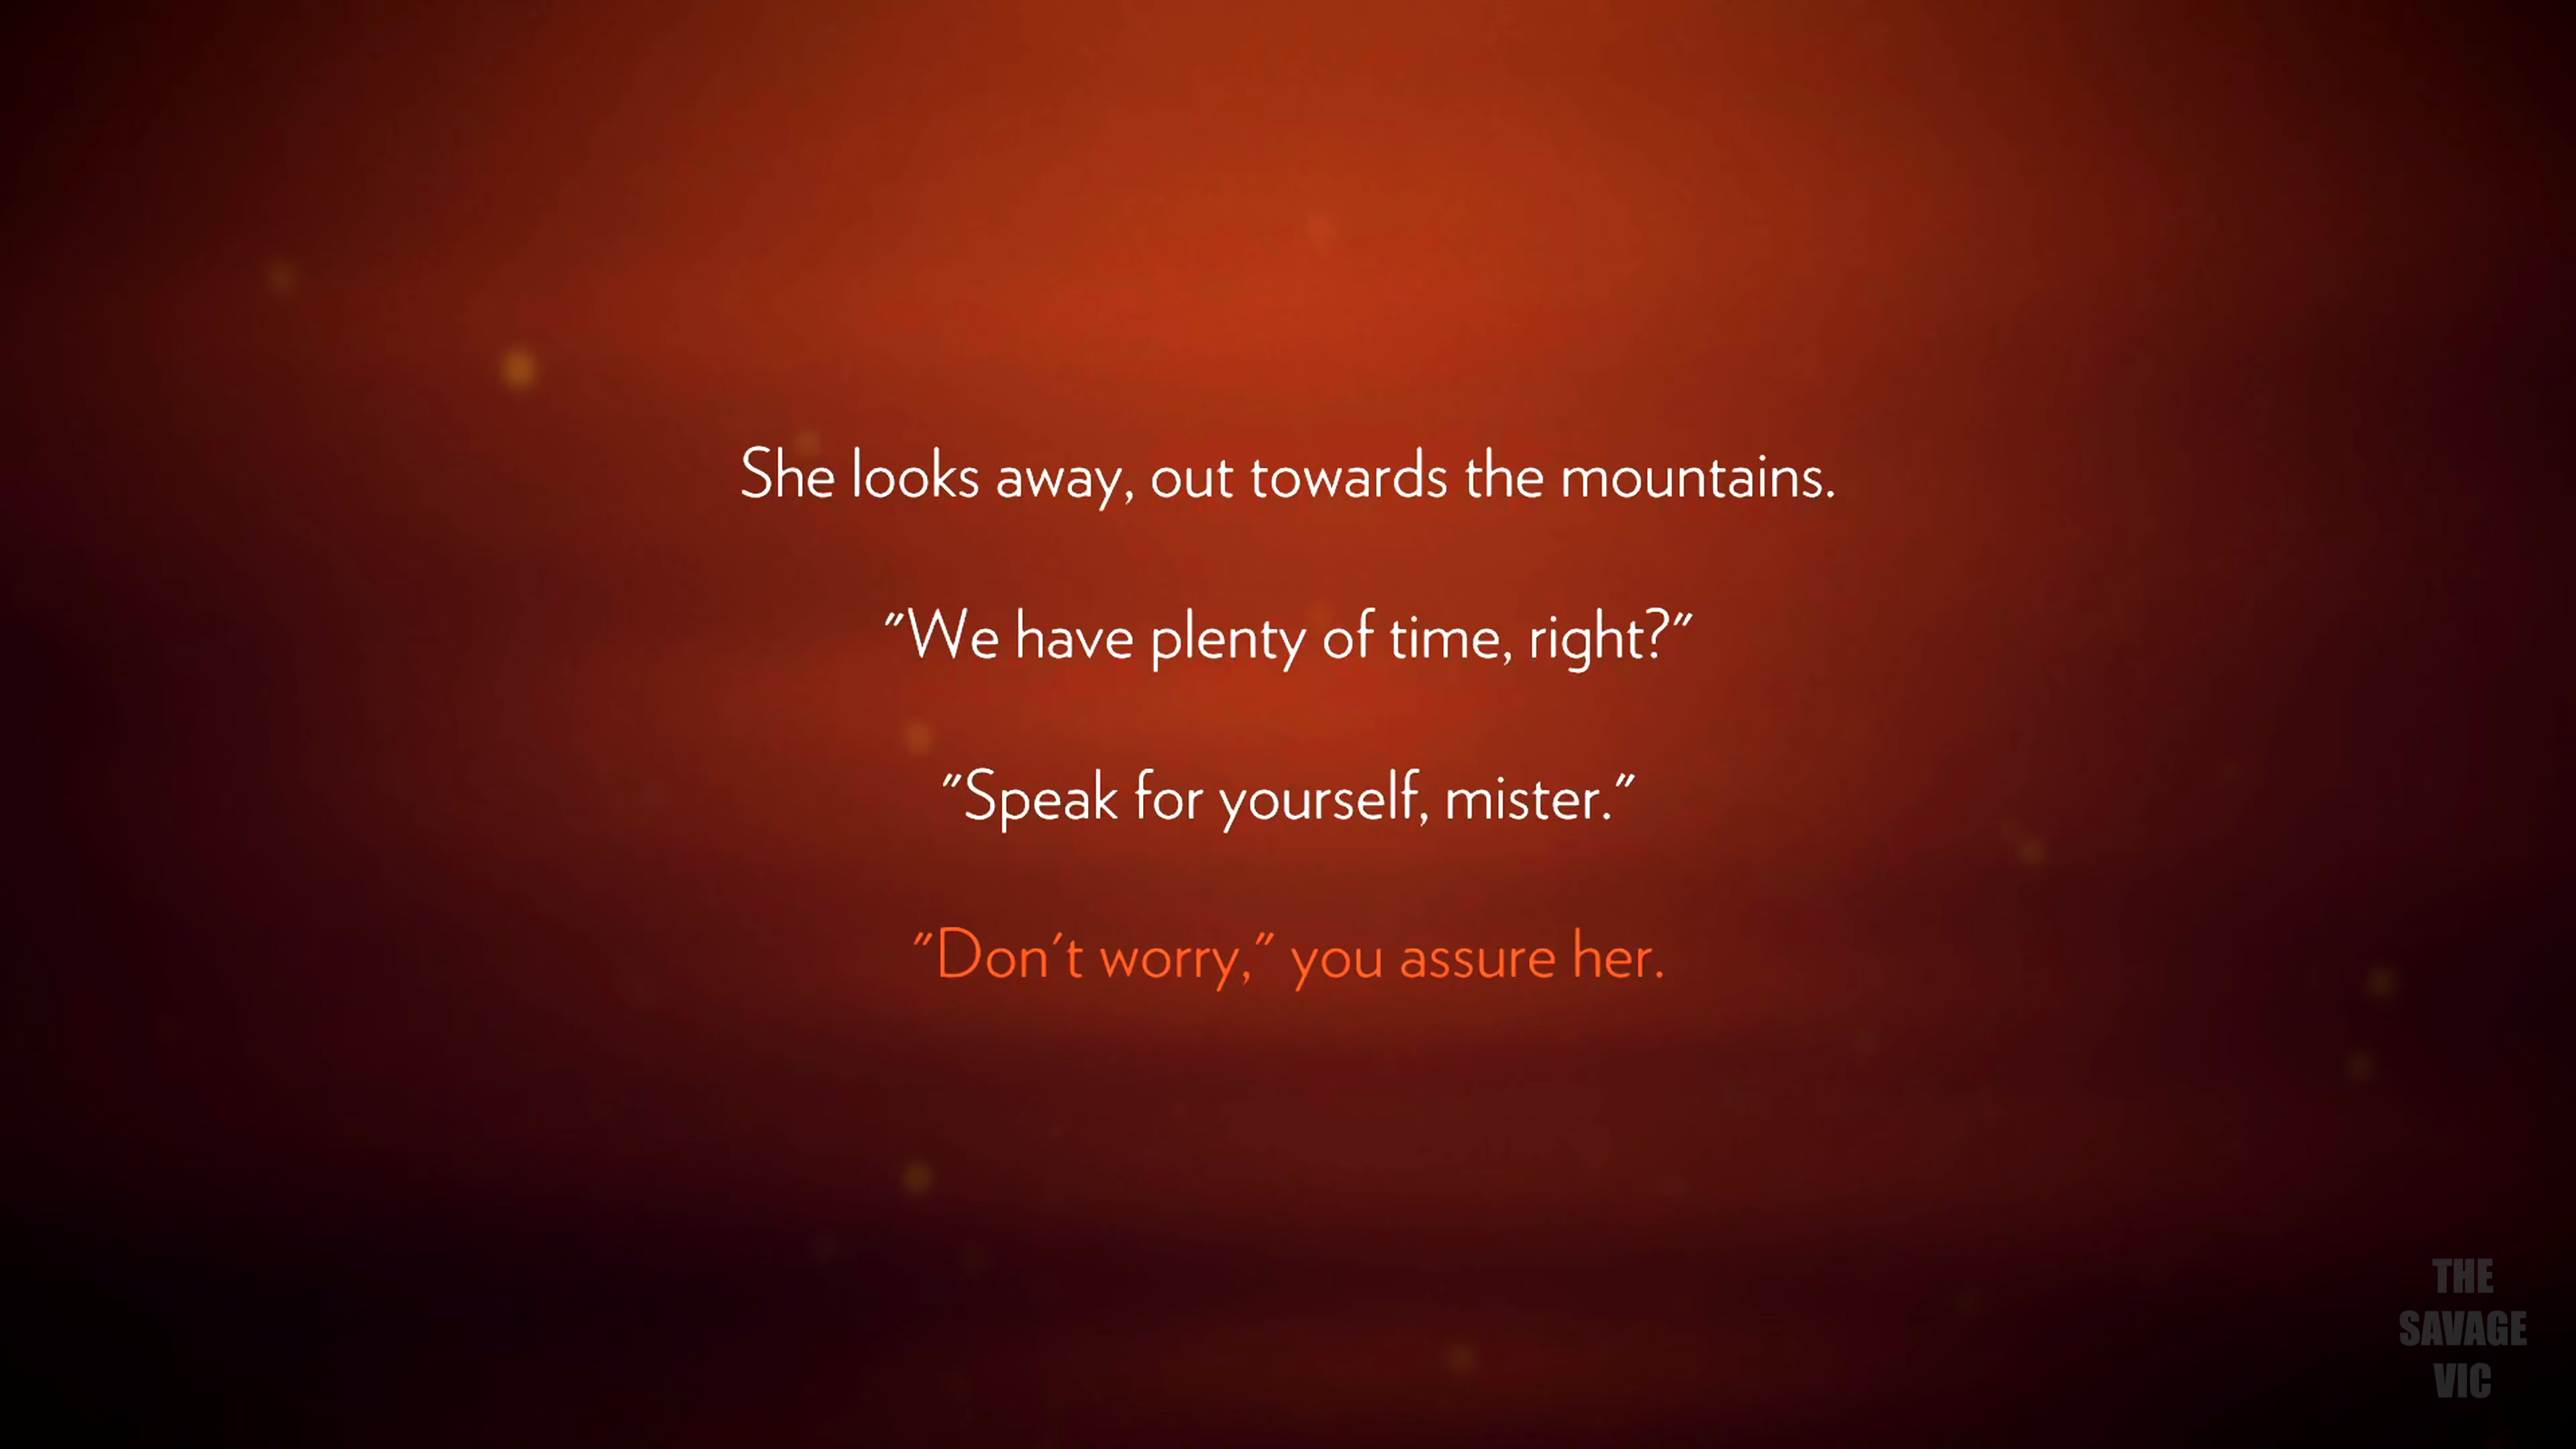 She looks away, out towards the mountains.
"We have plenty of time, right?"
"Speak for yourself, mister."
"Don't worry," you assure her.
THE
SAVAGE
VIC